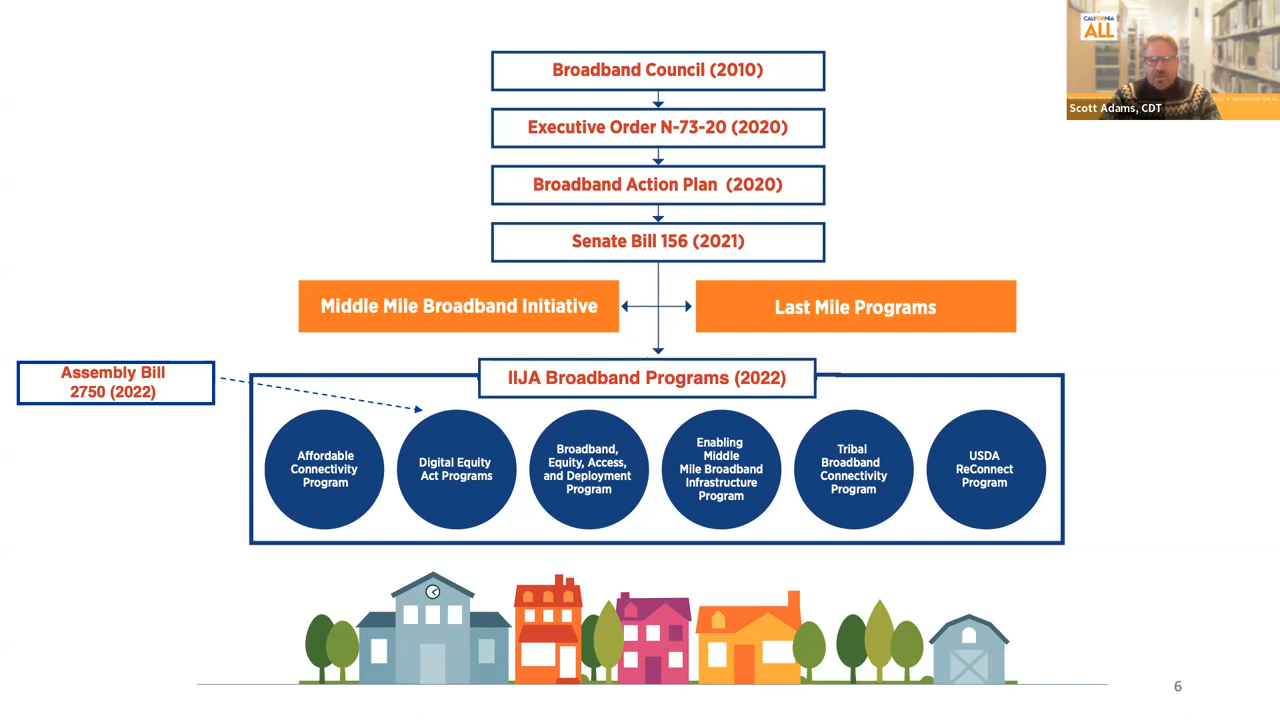 CALIFORNIA
ALL
Scott Adams, CDT
Broadband Council (2010)
Executive Order N-73-20 (2020)
Broadband Action Plan (2020)
Senate Bill 156 (2021)
Middle Mile Broadband Initiative
Last Mile Programs
Assembly Bill
2750 (2022)
IIJA Broadband Programs (2022)
Affordable
Connectivity
Program
Digital Equity
Act Programs
Broadband,
Equity, Access,
and Deployment
Program
Enabling
Middle
Mile Broadband
Infrastructure
Program
Tribal
Broadband
Connectivity
Program
USDA
ReConnect
Program
6